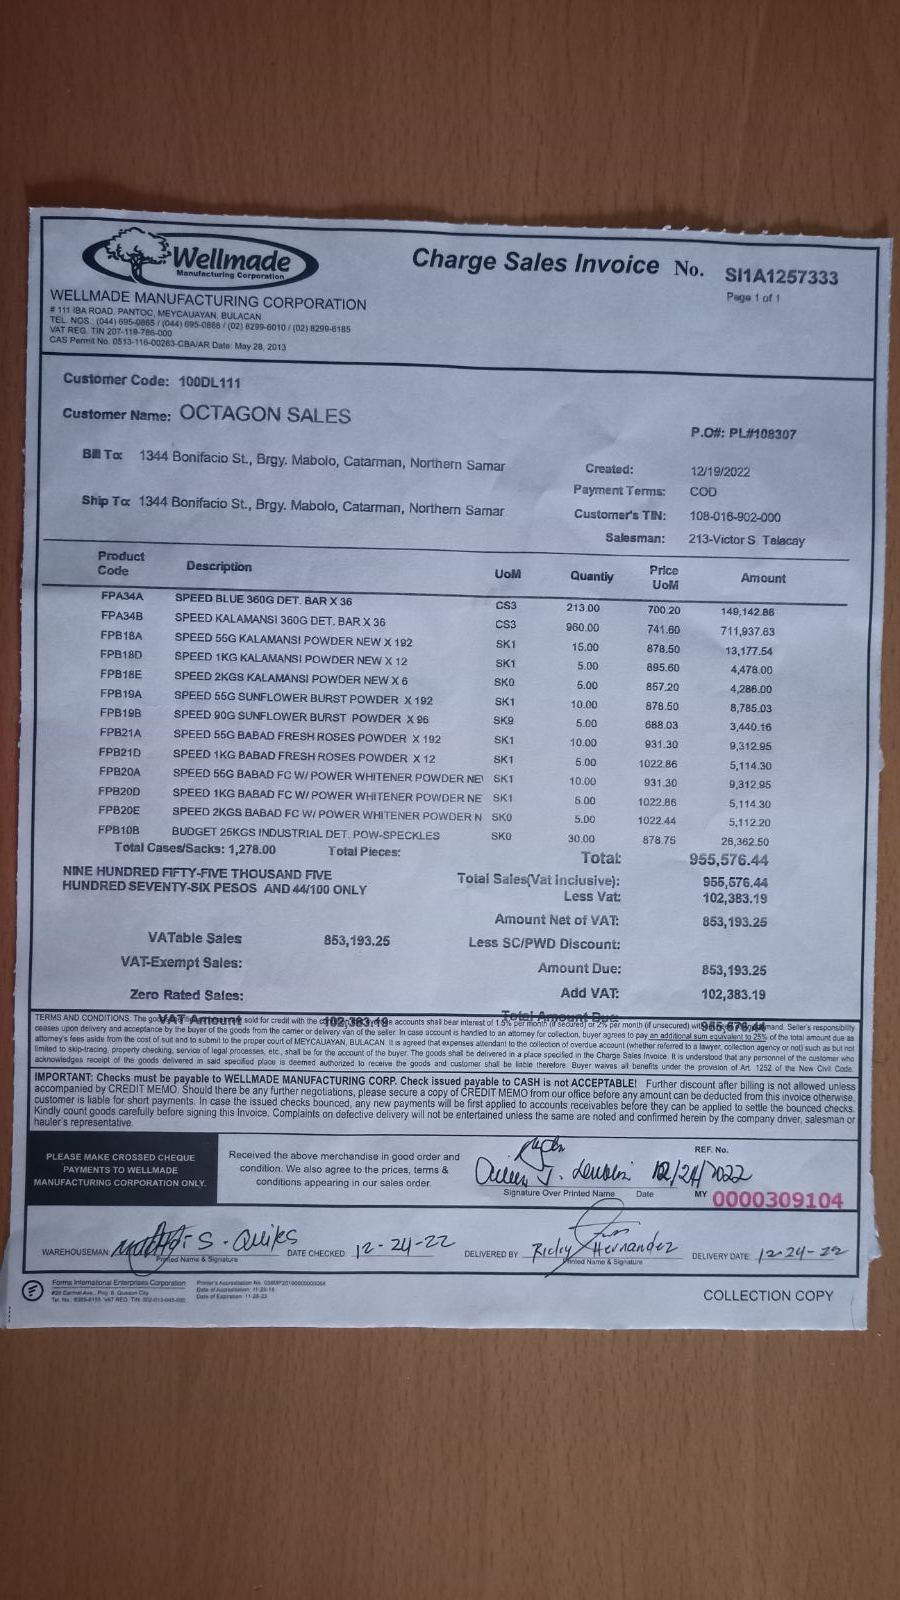 Wellmade
Manufacturing Corporation
Charge Sales Invoice No. SI1A1257333
Page 1 of 1
WELLMADE MANUFACTURING CORPORATION
# 111 IBA ROAD, PANTOC, MEYCAUAYAN, BULACAN
TEL. NOS.: (044) 695-0865 / (044) 695-0868 / (02) 8299-6010 / (02) 8299-6185
VAT REG. TIN 207-119-786-000
CAS Permit No. 0513-116-00263-CBA/AR Date: May 28, 2013
Customer Code: 100DL111
Customer Name: OCTAGON SALES
P.O#: PL#108307
Bill To: 1344 Bonifacio St., Brgy. Mabolo, Catarman, Northern Samar
Created: 12/19/2022
Payment Terms: COD
Ship To: 1344 Bonifacio St., Brgy. Mabolo, Catarman, Northern Samar
Customer's TIN: 108-016-902-000
Salesman: 213-Victor S. Talacay
Product Code Description UoM Quantiy Price UoM Amount
FPA34A SPEED BLUE 360G DET. BAR X 36 CS3 213.00 700.20 149,142.86
FPA34B SPEED KALAMANSI 360G DET. BAR X 36 CS3 960.00 741.60 711,937.63
FPB18A SPEED 55G KALAMANSI POWDER NEW X 192 SK1 15.00 878.50 13,177.54
FPB18D SPEED 1KG KALAMANSI POWDER NEW X 12 SK1 5.00 895.60 4,478.00
FPB18E SPEED 2KGS KALAMANSI POWDER NEW X 6 SK0 5.00 857.20 4,286.00
FPB19A SPEED 55G SUNFLOWER BURST POWDER X 192 SK1 10.00 878.50 8,785.03
FPB19B SPEED 90G SUNFLOWER BURST POWDER X 96 SK9 5.00 688.03 3,440.16
FPB21A SPEED 55G BABAD FRESH ROSES POWDER X 192 SK1 10.00 931.30 9,312.95
FPB21D SPEED 1KG BABAD FRESH ROSES POWDER X 12 SK1 5.00 1022.86 5,114.30
FPB20A SPEED 55G BABAD FC W/ POWER WHITENER POWDER NE SK1 10.00 931.30 9,312.95
FPB20D SPEED 1KG BABAD FC W/ POWER WHITENER POWDER NE SK1 5.00 1022.86 5,114.30
FPB20E SPEED 2KGS BABAD FC W/ POWER WHITENER POWDER N SK0 5.00 1022.44 5,112.20
FPB10B BUDGET 25KGS INDUSTRIAL DET. POW-SPECKLES SK0 30.00 878.75 26,362.50
Total Cases/Sacks: 1,278.00 Total Pieces: Total: 955,576.44
NINE HUNDRED FIFTY-FIVE THOUSAND FIVE
HUNDRED SEVENTY-SIX PESOS AND 44/100 ONLY
Total Sales(Vat inclusive): 955,576.44
Less Vat: 102,383.19
Amount Net of VAT: 853,193.25
VATable Sales 853,193.25 Less SC/PWD Discount:
VAT-Exempt Sales: Amount Due: 853,193.25
Zero Rated Sales: Add VAT: 102,383.19
VAT Amount 102,383.19 Total Amount Due: 955,576.44
TERMS AND CONDITIONS: The goods sold for credit with the accounts shall bear interest of 1.5% per month (if secured) or 2% per month (if unsecured) demand. Seller's responsibility
ceases upon delivery and acceptance by the buyer of the goods from the carrier or delivery van of the seller. In case account is handled to an attorney for collection, buyer agrees to pay an additional sum equivalent to 25% of the total amount due as
attorney's fees aside from the cost of suit and to submit to the proper court of MEYCAUAYAN, BULACAN. It is agreed that expenses attendant to the collection of overdue account (whether referred to a lawyer, collection agency or not) such as but not
limited to skip-tracing, property checking, service of legal processes, etc., shall be for the account of the buyer. The goods shall be delivered in a place specified in the Charge Sales Invoice. It is understood that any personnel of the customer who
acknowledges receipt of the goods delivered in said specified place is deemed authorized to receive the goods and customer shall be liable therefore. Buyer waives all benefits under the provision of Art. 1252 of the New Civil Code.
IMPORTANT: Checks must be payable to WELLMADE MANUFACTURING CORP. Check issued payable to CASH is not ACCEPTABLE! Further discount after billing is not allowed unless
accompanied by CREDIT MEMO. Should there be any further negotiations, please secure a copy of CREDIT MEMO from our office before any amount can be deducted from this invoice otherwise,
customer is liable for short payments. In case the issued checks bounced, any new payments will be first applied to accounts receivables before they can be applied to settle the bounced checks.
Kindly count goods carefully before signing this Invoice. Complaints on defective delivery will not be entertained unless the same are noted and confirmed herein by the company driver, salesman or
hauler's representative.
PLEASE MAKE CROSSED CHEQUE
PAYMENTS TO WELLMADE
MANUFACTURING CORPORATION ONLY.
Received the above merchandise in good order and
condition. We also agree to the prices, terms &
conditions appearing in our sales order.
12/24/2022
Signature Over Printed Name Date
REF. No.
MY 0000309104
WAREHOUSEMAN S. Quiles DATE CHECKED 12-24-22 DELIVERED BY Ricky Hernandez DELIVERY DATE 12-24-22
Printed Name & Signature Printed Name & Signature
Forms International Enterprises Corporation
COLLECTION COPY